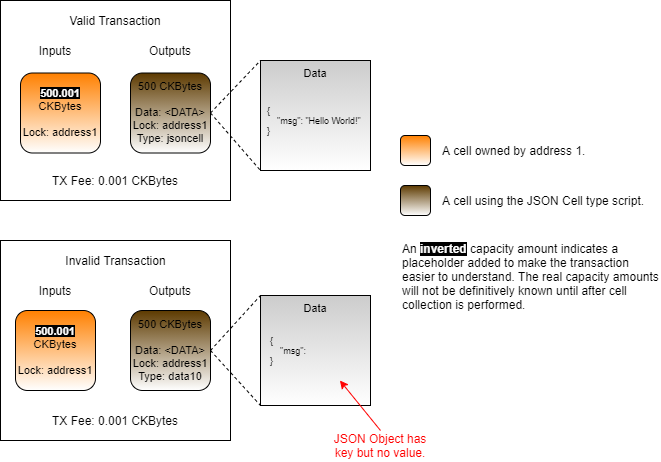 Valid Transaction
Inputs
Outputs
500.001
CKBytes
Lock: address1
500 CKBytes
Data: <DATA>
Lock: address1
Type: jsoncell
TX Fee: 0.001 CKBytes
Data
{
"msg": "Hello World!"
}
A cell owned by address 1.
A cell using the JSON Cell type script.
An inverted capacity amount indicates a
placeholder added to make the transaction
easier to understand. The real capacity amounts
will not be definitively known until after cell
collection is performed.
Invalid Transaction
Inputs
Outputs
500.001
CKBytes
Lock: address1
500 CKBytes
Data: <DATA>
Lock: address1
Type: data10
TX Fee: 0.001 CKBytes
Data
{
"msg":
}
JSON Object has
key but no value.